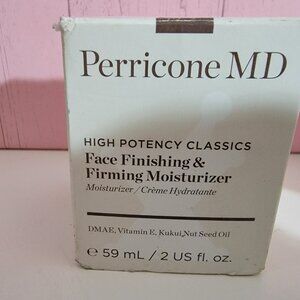 Perricone MD
HIGH POTENCY CLASSICS
Face Finishing &
Firming Moisturizer
Moisturizer / Crème Hydratante
DMAE, Vitamin E, Kukui Nut Seed Oil
℮ 59 mL / 2 US fl. oz.